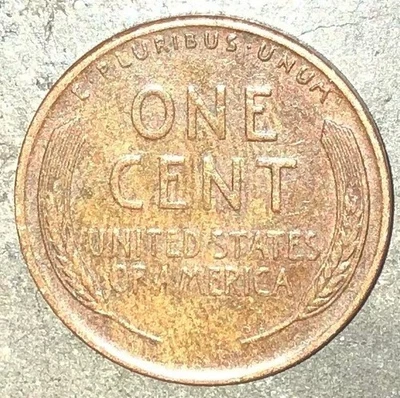 E PLURIBUS·UNUM
ONE
CENT
UNITED STATES
OF AMERICA